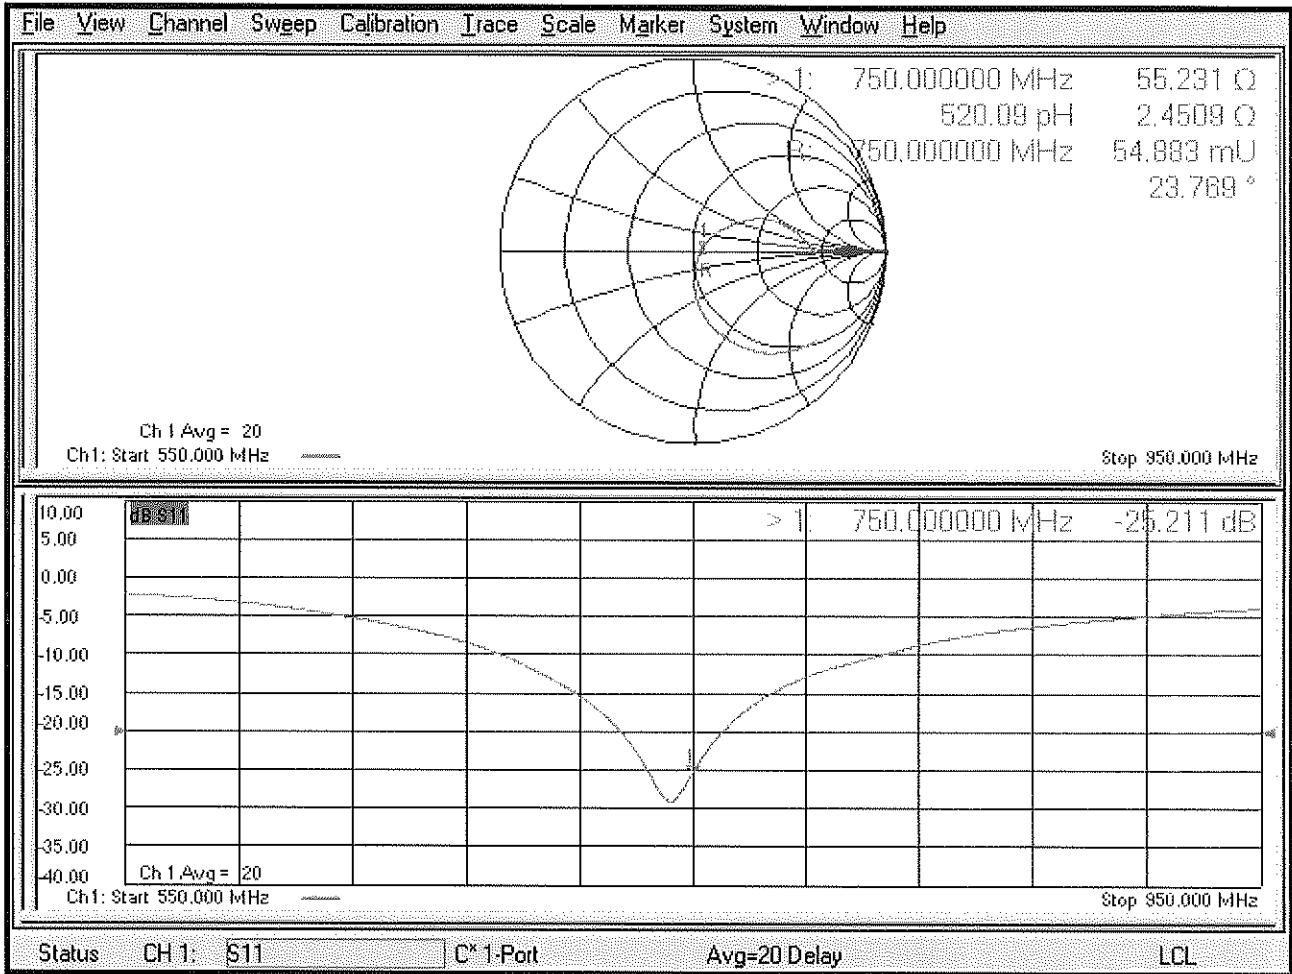 File View Channel Sweep Calibration Trace Scale Marker System Window Help
> 1: 750.000000 MHz 55.231 Ω
520.09 pH 2.4509 Ω
R: 750.000000 MHz 54.883 mU
23.769 °
1
R
Ch 1 Avg = 20
Ch1: Start 550.000 MHz
Stop 950.000 MHz
10.00
dB S11
> 1: 750.000000 MHz -25.211 dB
5.00
0.00
-5.00
-10.00
-15.00
-20.00
-25.00
1
-30.00
-35.00
-40.00
Ch 1 Avg = 20
Ch1: Start 550.000 MHz
Stop 950.000 MHz
Status CH 1: S11 C* 1-Port Avg=20 Delay LCL